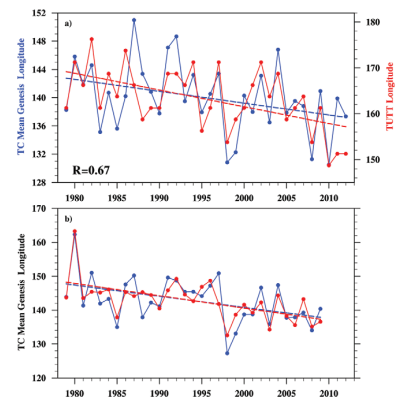 a)
TC Mean Genesis Longitude
152
148
144
140
136
132
128
180
170
160
150
TUTT Longitude
R=0.67
1980 1985 1990 1995 2000 2005 2010
b)
TC Mean Genesis Longitude
170
160
150
140
130
120
1980 1985 1990 1995 2000 2005 2010